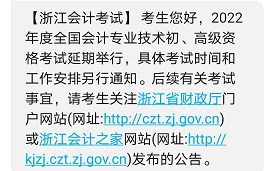 【浙江会计考试】考生您好，2022
年度全国会计专业技术初、高级资
格考试延期举行，具体考试时间和
工作安排另行通知。后续有关考试
事宜，请考生关注浙江省财政厅门
户网站(网址:http://czt.zj.gov.cn)
或浙江会计之家网站(网址:http://
kjzj.czt.zj.gov.cn)发布的公告。